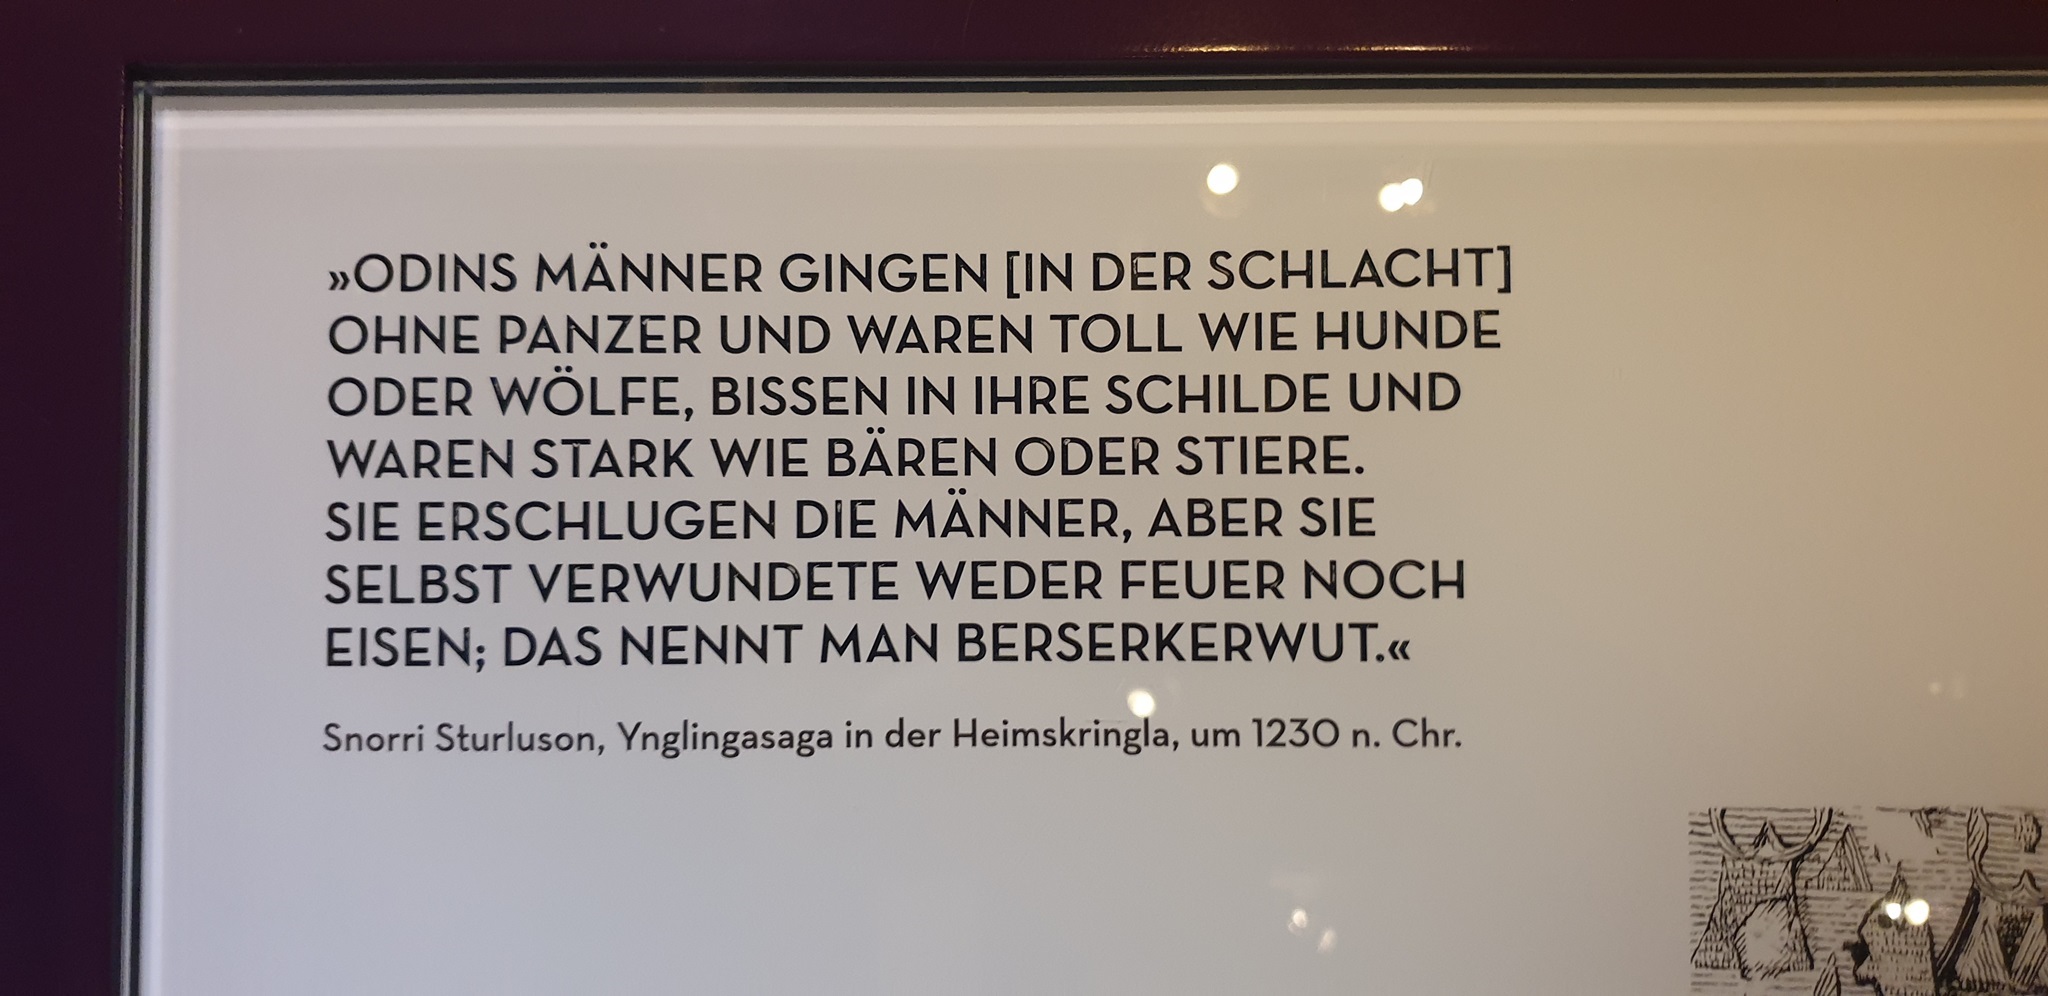 »ODINS MÄNNER GINGEN [IN DER SCHLACHT]
OHNE PANZER UND WAREN TOLL WIE HUNDE
ODER WÖLFE, BISSEN IN IHRE SCHILDE UND
WAREN STARK WIE BÄREN ODER STIERE.
SIE ERSCHLUGEN DIE MÄNNER, ABER SIE
SELBST VERWUNDETE WEDER FEUER NOCH
EISEN; DAS NENNT MAN BERSERKERWUT.«
Snorri Sturluson, Ynglingasaga in der Heimskringla, um 1230 n. Chr.